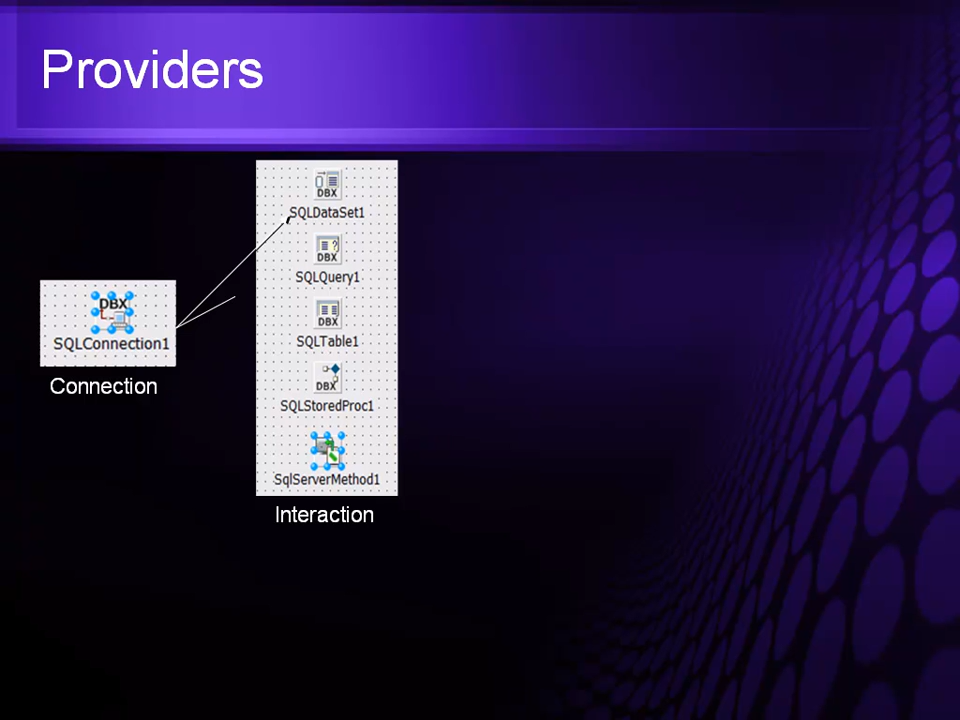 Providers
DBX
SQLDataSet1
DBX
SQLQuery1
DBX
SQLTable1
DBX
SQLStoredProc1
SqlServerMethod1
Interaction
DBX
SQLConnection1
Connection